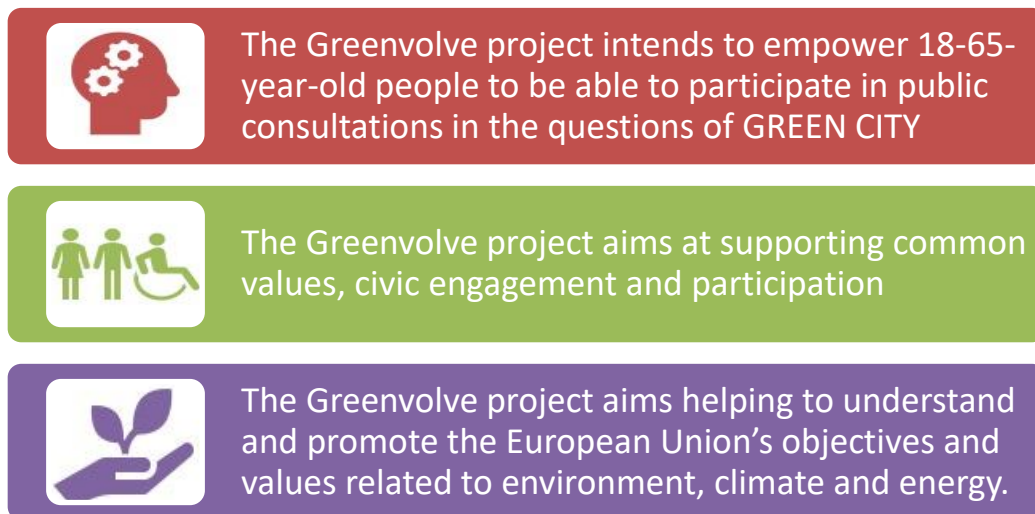 The Greenvolve project intends to empower 18-65-
year-old people to be able to participate in public
consultations in the questions of GREEN CITY
The Greenvolve project aims at supporting common
values, civic engagement and participation
The Greenvolve project aims helping to understand
and promote the European Union’s objectives and
values related to environment, climate and energy.